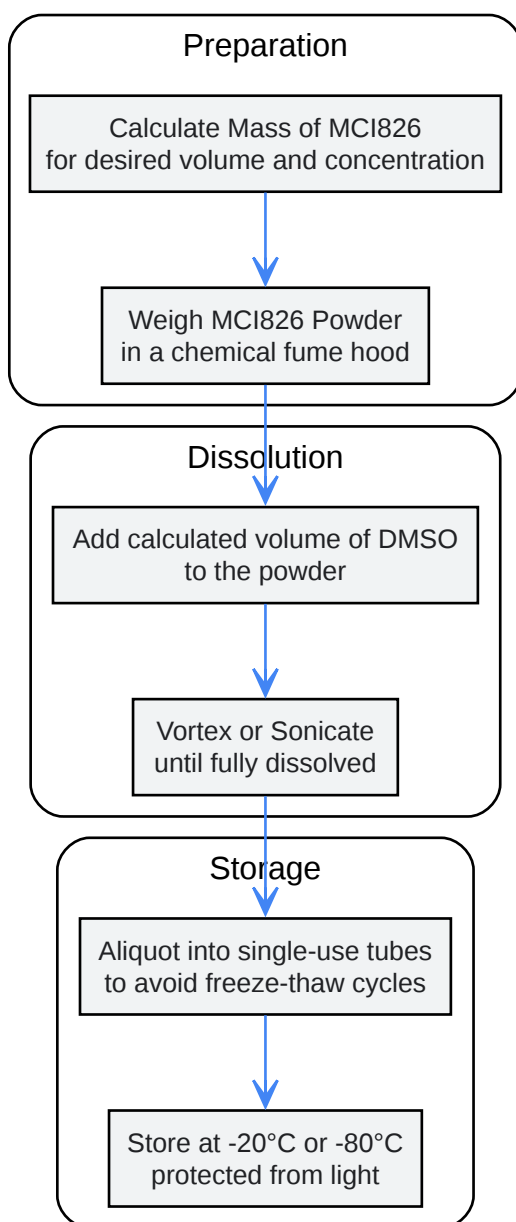 Preparation
Calculate Mass of MCI826
for desired volume and concentration
Weigh MCI826 Powder
in a chemical fume hood
Dissolution
Add calculated volume of DMSO
to the powder
Vortex or Sonicate
until fully dissolved
Storage
Aliquot into single-use tubes
to avoid freeze-thaw cycles
Store at -20°C or -80°C
protected from light